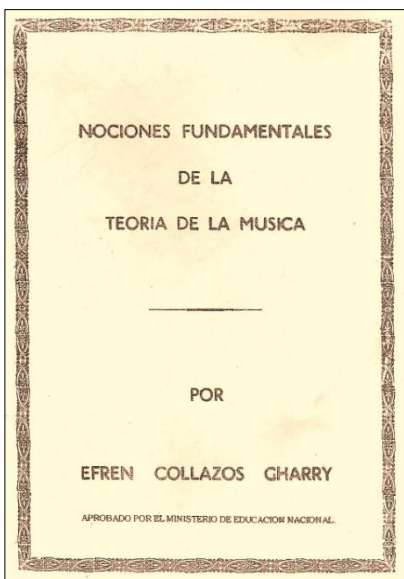 NOCIONES FUNDAMENTALES
DE LA
TEORIA DE LA MUSICA
POR
EFREN COLLAZOS GHARRY
APROBADO POR EL MINISTERIO DE EDUCACION NACIONAL.